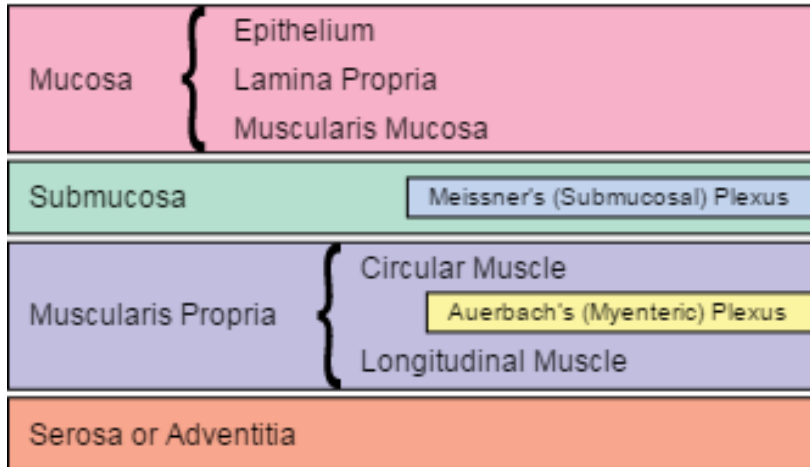 Mucosa
Epithelium
Lamina Propria
Muscularis Mucosa
Submucosa
Meissner's (Submucosal) Plexus
Muscularis Propria
Circular Muscle
Auerbach's (Myenteric) Plexus
Longitudinal Muscle
Serosa or Adventitia